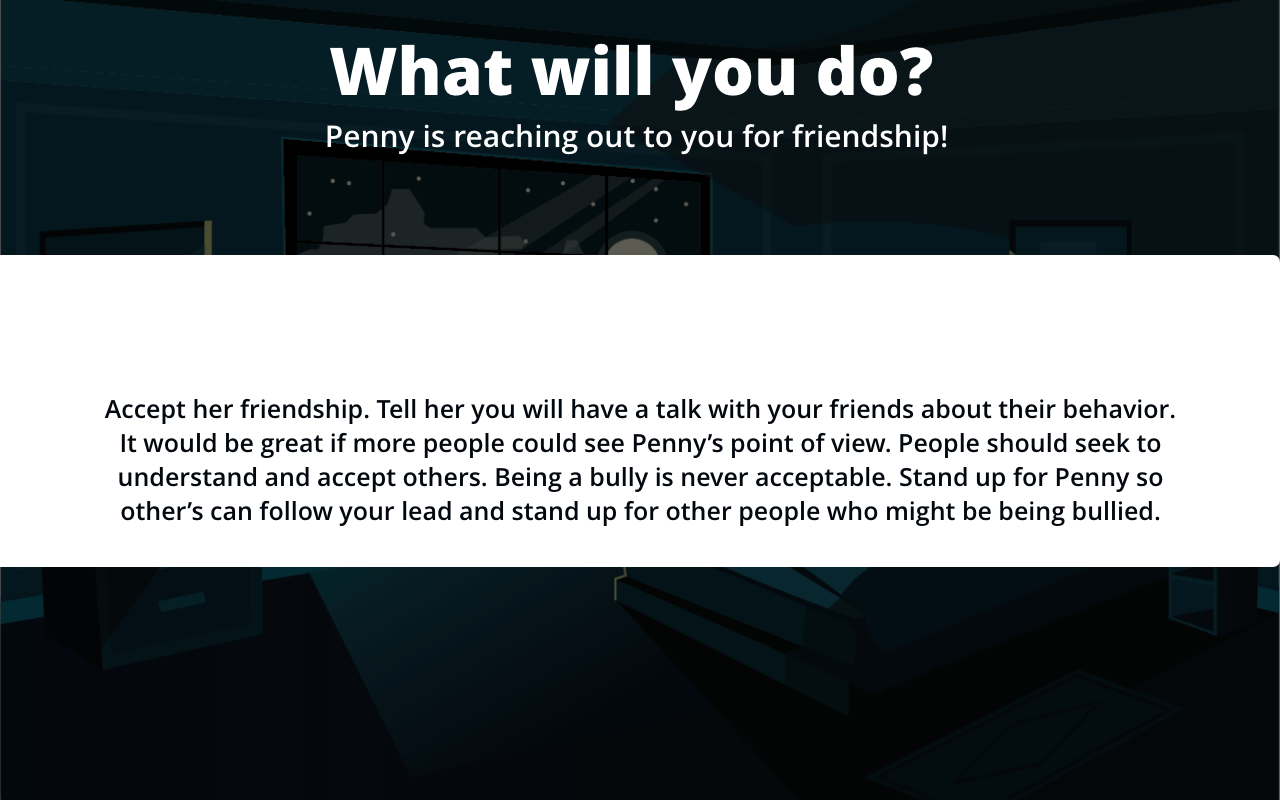 What will you do?
Penny is reaching out to you for friendship!
Accept her friendship. Tell her you will have a talk with your friends about their behavior.
It would be great if more people could see Penny’s point of view. People should seek to
understand and accept others. Being a bully is never acceptable. Stand up for Penny so
other’s can follow your lead and stand up for other people who might be being bullied.